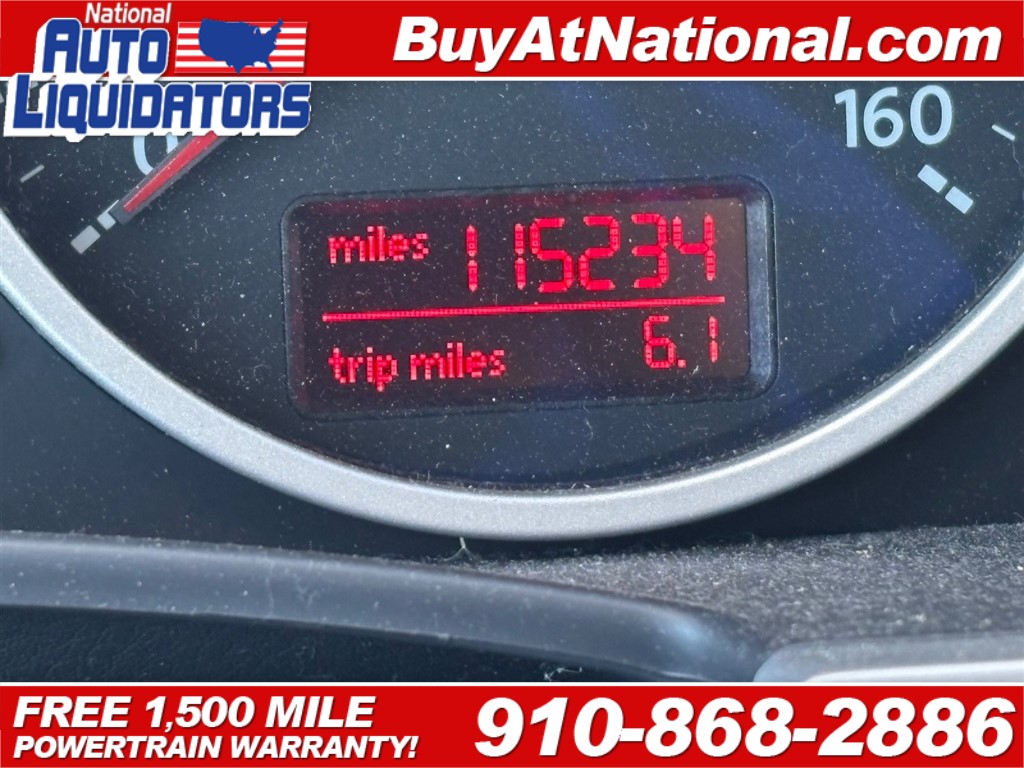 National
AUTO
LIQUIDATORS
BuyAtNational.com
0
160
miles 115234
trip miles 6.1
FREE 1,500 MILE
POWERTRAIN WARRANTY!
910-868-2886